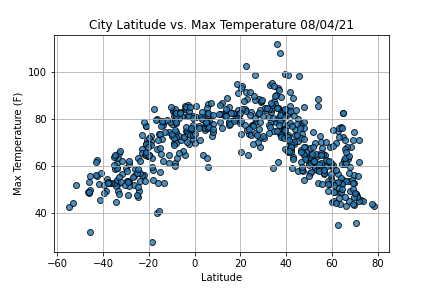 City Latitude vs. Max Temperature 08/04/21
100
80
60
40
Max Temperature (F)
−60 −40 −20 0 20 40 60 80
Latitude